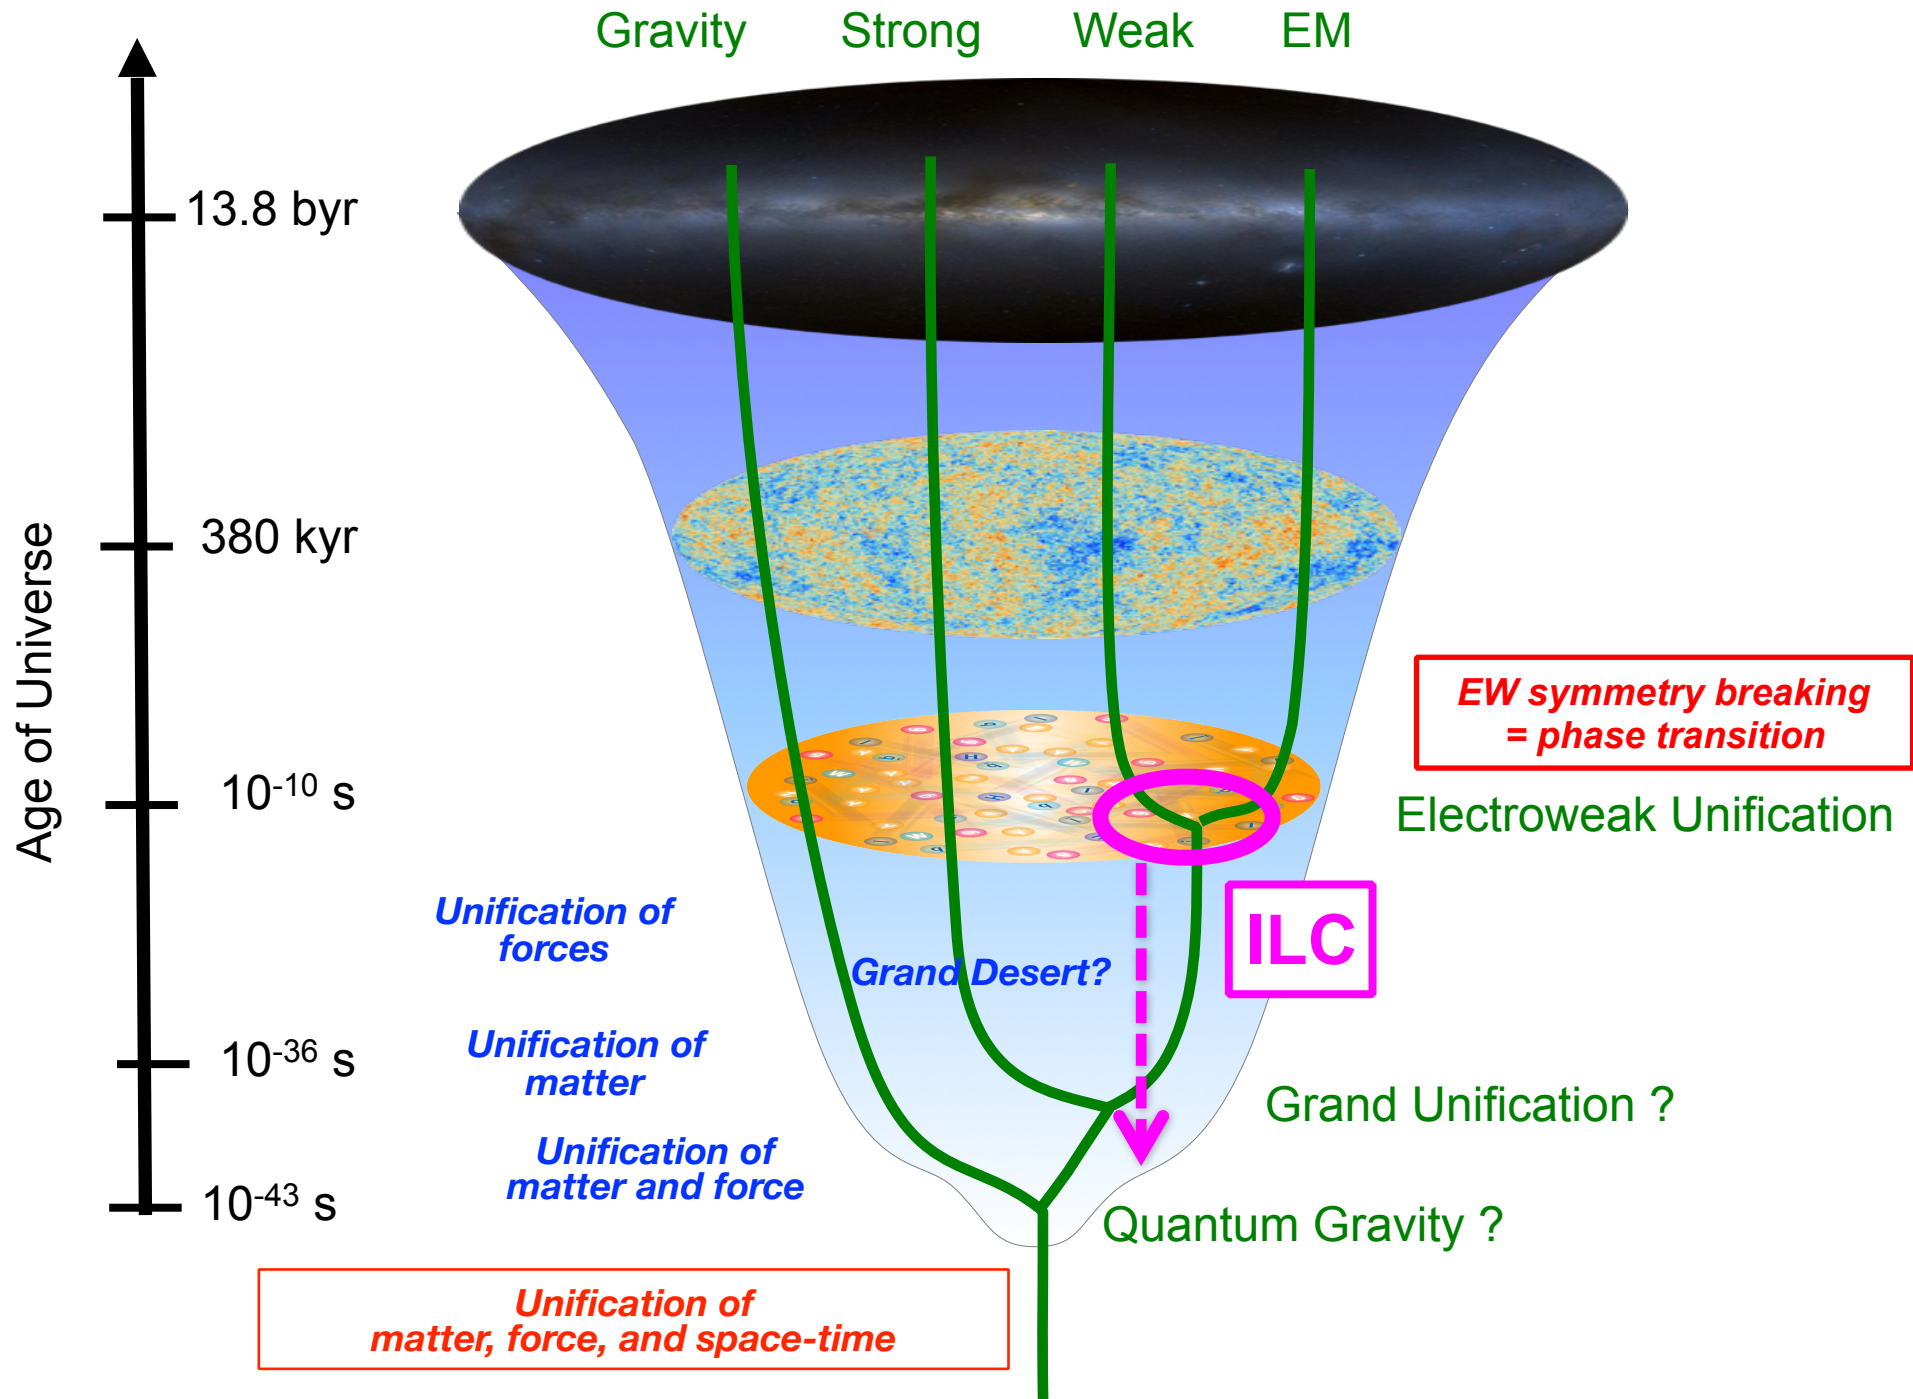 Gravity Strong Weak EM
13.8 byr
380 kyr
Age of Universe
EW symmetry breaking
= phase transition
10⁻¹⁰ s
Electroweak Unification
Unification of
forces
ILC
Grand Desert?
10⁻³⁶ s
Unification of
matter
Grand Unification ?
Unification of
matter and force
10⁻⁴³ s
Quantum Gravity ?
Unification of
matter, force, and space-time